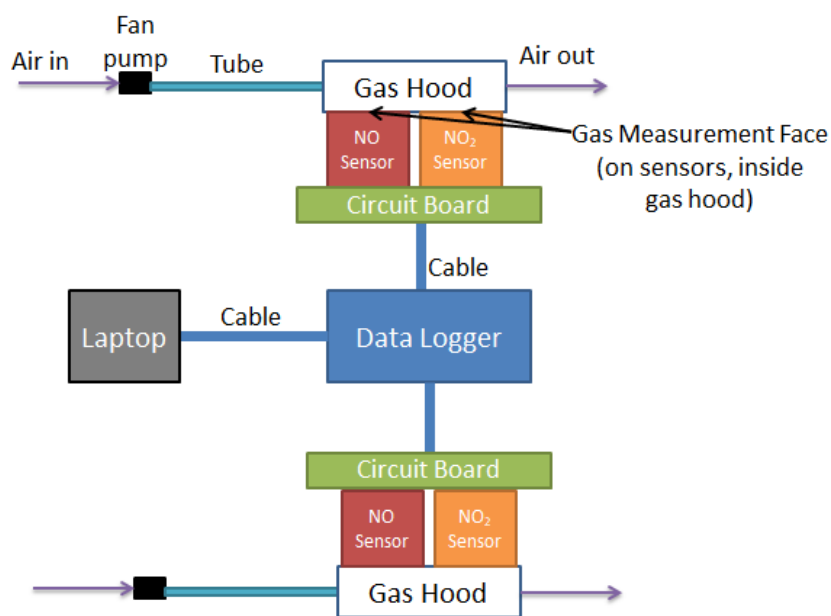 Fan
pump
Air in
Tube
Gas Hood
Air out
NO
Sensor
NO₂
Sensor
Gas Measurement Face
(on sensors, inside
gas hood)
Circuit Board
Cable
Laptop
Cable
Data Logger
Circuit Board
NO
Sensor
NO₂
Sensor
Gas Hood